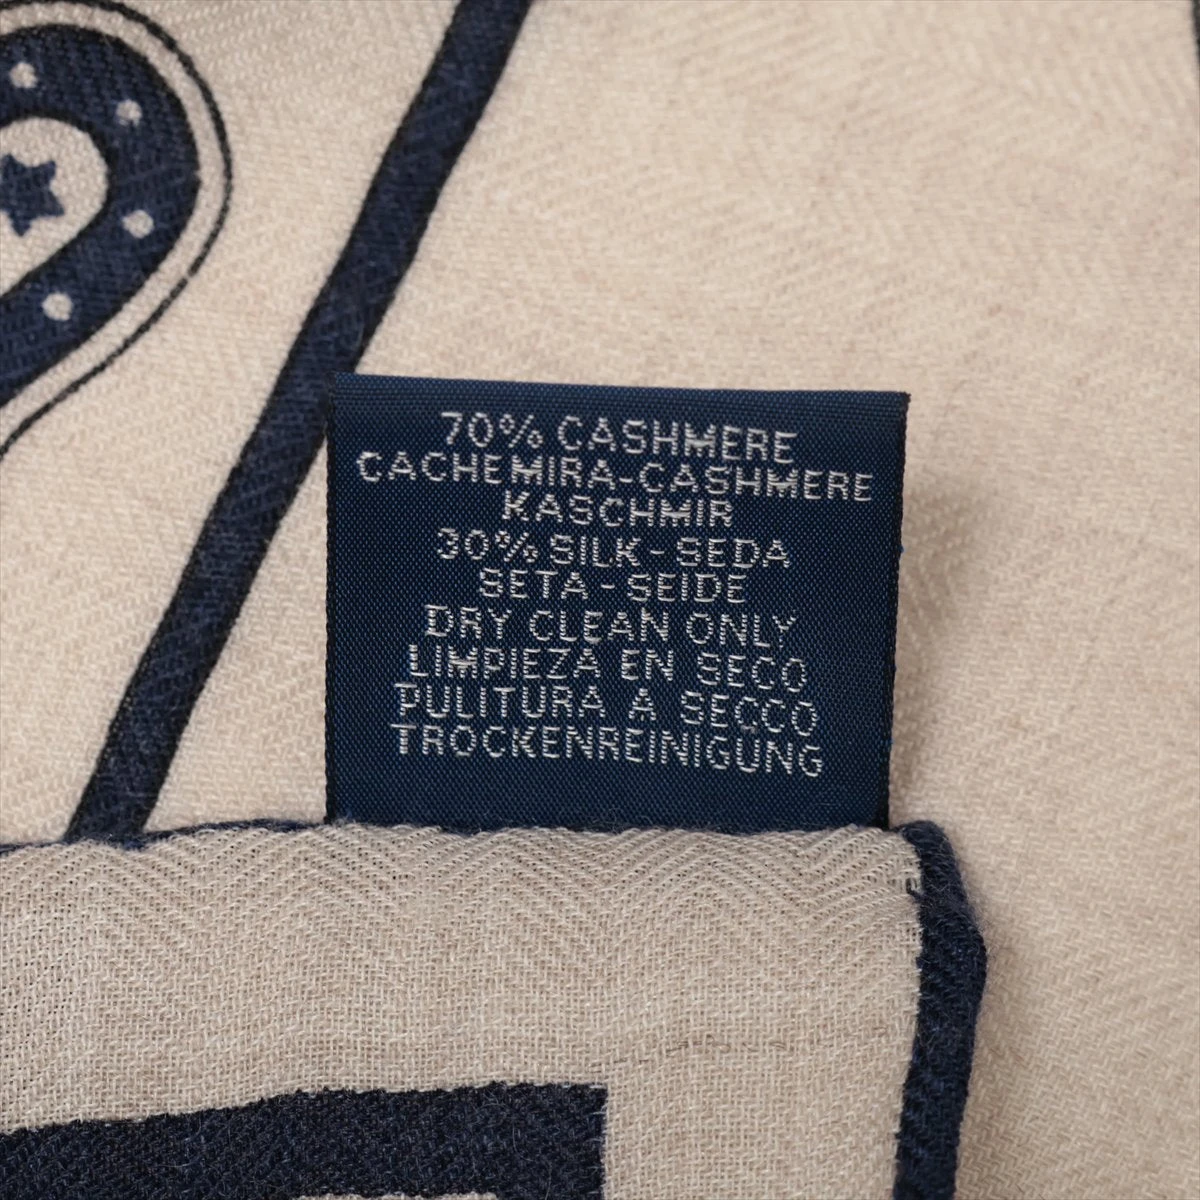 70% CASHMERE
CACHEMIRA-CASHMERE
KASCHMIR
30% SILK - SEDA
SETA - SEIDE
DRY CLEAN ONLY
LIMPIEZA EN SECO
PULITURA A SECCO
TROCKENREINIGUNG